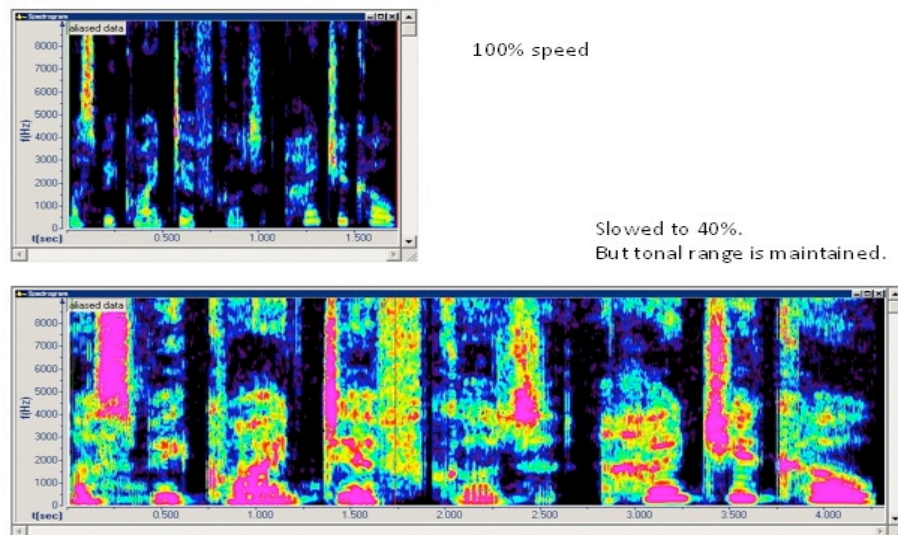 Spectrogram
aliased data
100% speed
8000
7000
6000
5000
4000
3000
2000
1000
0
f(Hz)
t(sec)
0.500
1.000
1.500
Slowed to 40%.
But tonal range is maintained.
Spectrogram
aliased data
8000
7000
6000
5000
4000
3000
2000
1000
0
f(Hz)
t(sec)
0.500
1.000
1.500
2.000
2.500
3.000
3.500
4.000